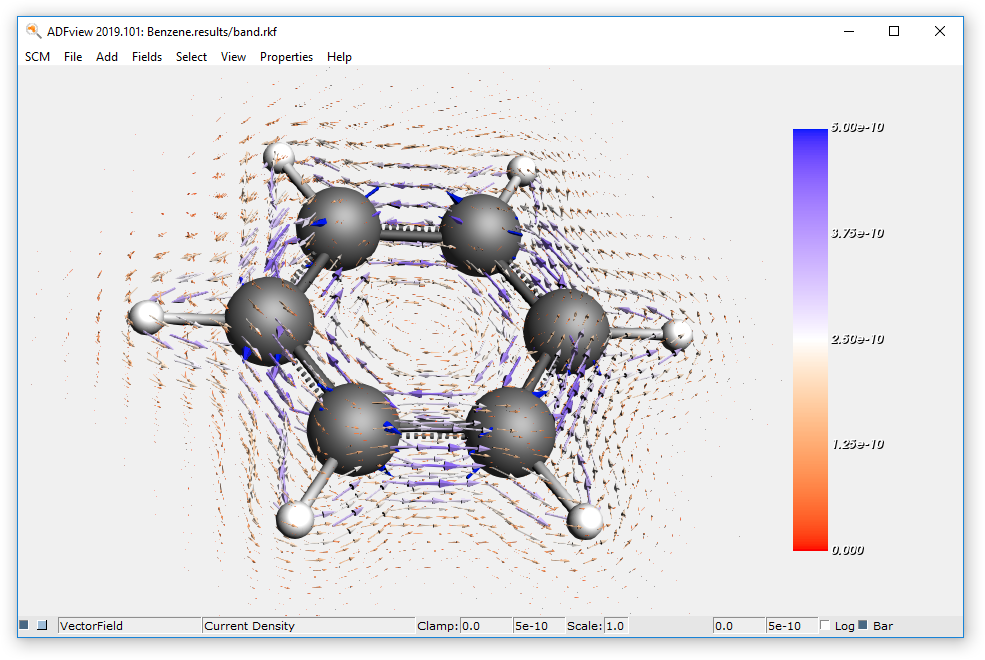 ADFview 2019.101: Benzene.results/band.rkf
SCM File Add Fields Select View Properties Help
5.00e-10
3.75e-10
2.50e-10
1.25e-10
0.000
VectorField Current Density Clamp: 0.0 5e-10 Scale: 1.0 0.0 5e-10 Log Bar